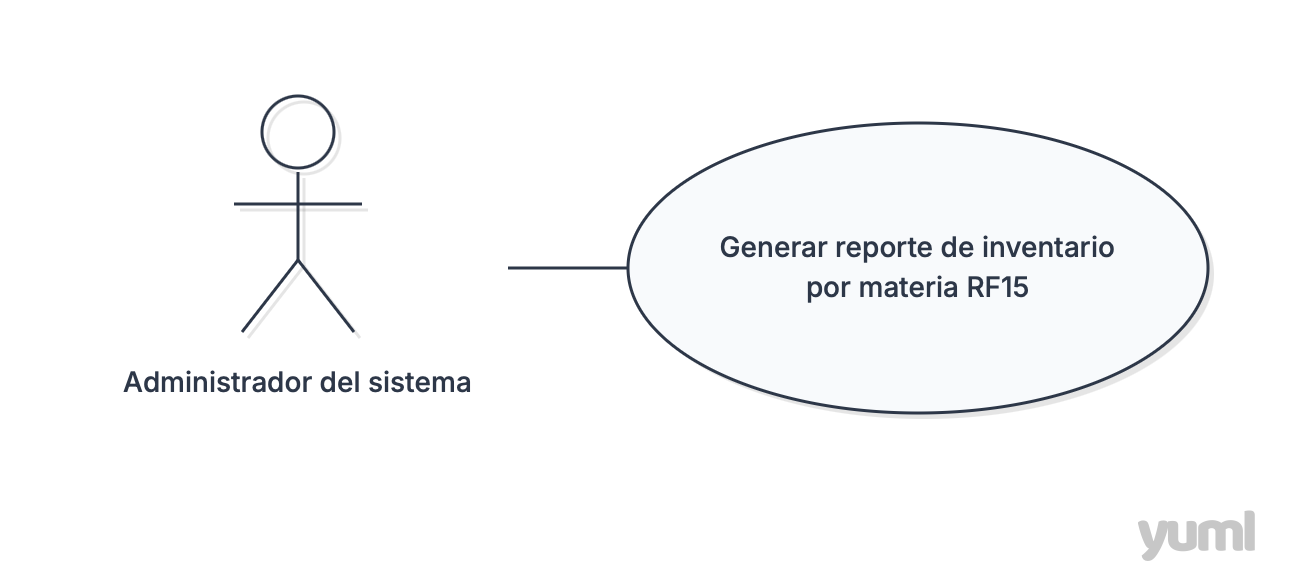 Generar reporte de inventario
por materia RF15
Administrador del sistema
yuml